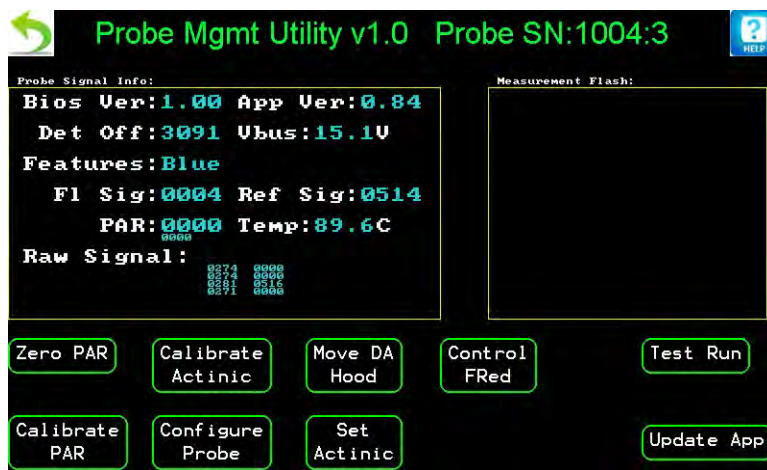 Probe Mgmt Utility v1.0 Probe SN:1004:3
?
HELP
Probe Signal Info:
Bios Ver:1.00 App Ver:0.84
Det Off:3091 Vbus:15.1V
Features:Blue
Fl Sig:0004 Ref Sig:0514
PAR:0000 Temp:89.6C
0000
Raw Signal:
0274 0000
0274 0000
0281 0516
0271 0000
Measurement Flash:
Zero PAR
Calibrate
Actinic
Move DA
Hood
Control
FRed
Test Run
Calibrate
PAR
Configure
Probe
Set
Actinic
Update App